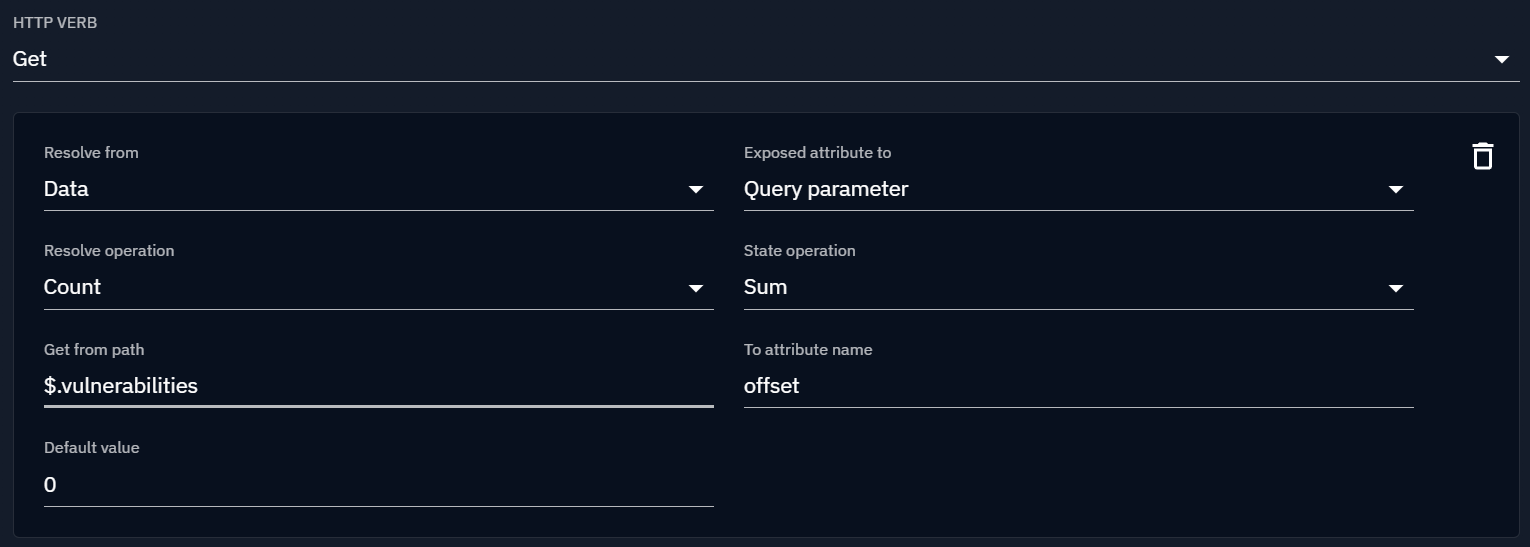 HTTP VERB
Get
Resolve from
Exposed attribute to
Data
Query parameter
Resolve operation
State operation
Count
Sum
Get from path
To attribute name
$.vulnerabilities
offset
Default value
0